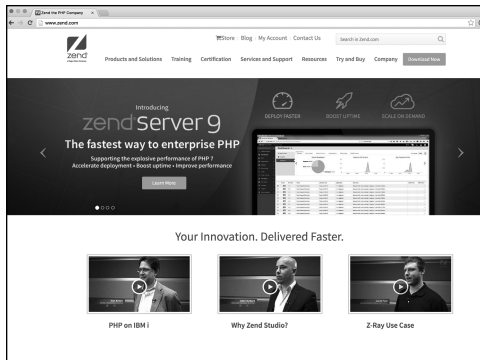 Zend the PHP Company
www.zend.com
Store Blog My Account Contact Us
Search in Zend.com
zend
Products and Solutions Training Certification Services and Support Resources Try and Buy Company Download Now
Introducing
zend server 9
The fastest way to enterprise PHP
Supporting the explosive performance of PHP 7
Accelerate deployment • Boost uptime • Improve performance
Learn More
DEPLOY FASTER BOOST UPTIME SCALE ON DEMAND
Your Innovation. Delivered Faster.
PHP on IBM i Why Zend Studio? Z-Ray Use Case